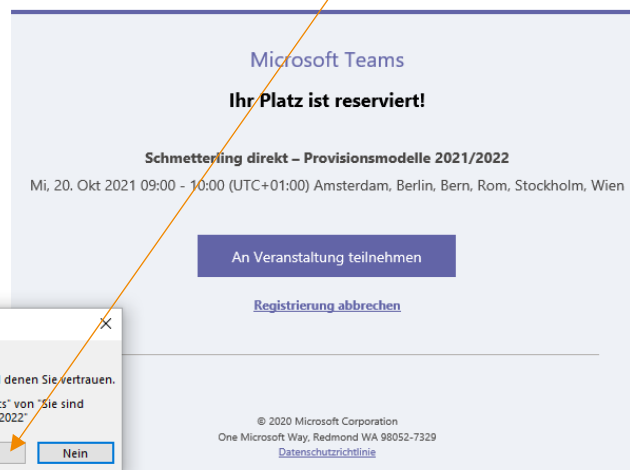 Microsoft Teams
Ihr Platz ist reserviert!
Schmetterling direkt – Provisionsmodelle 2021/2022
Mi, 20. Okt 2021 09:00 - 10:00 (UTC+01:00) Amsterdam, Berlin, Bern, Rom, Stockholm, Wien
An Veranstaltung teilnehmen
Registrierung abbrechen
denen Sie vertrauen.
von "Sie sind
2022"
Nein
© 2020 Microsoft Corporation
One Microsoft Way, Redmond WA 98052-7329
Datenschutzrichtlinie